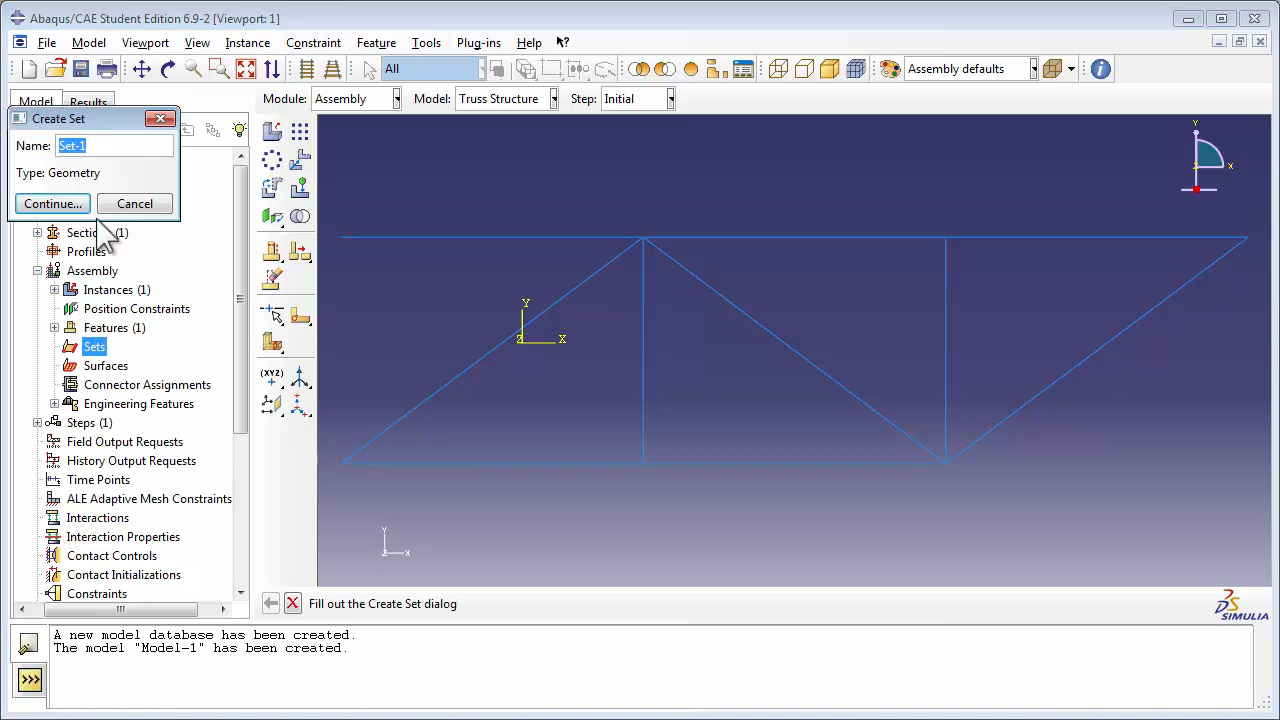 Abaqus/CAE Student Edition 6.9-2 [Viewport: 1]
File Model Viewport View Instance Constraint Feature Tools Plug-ins Help
All
Assembly defaults
Model Results
Module: Assembly Model: Truss Structure Step: Initial
Create Set
Name: Set-1
Type: Geometry
Continue... Cancel
(1)
Profiles
Assembly
Instances (1)
Position Constraints
Features (1)
Sets
Surfaces
Connector Assignments
Engineering Features
Steps (1)
Field Output Requests
History Output Requests
Time Points
ALE Adaptive Mesh Constraints
Interactions
Interaction Properties
Contact Controls
Contact Initializations
Constraints
(XYZ)
Y
X
Z
Y
X
Z
Y
X
Z
Fill out the Create Set dialog
SIMULIA
A new model database has been created.
The model "Model-1" has been created.
>>>